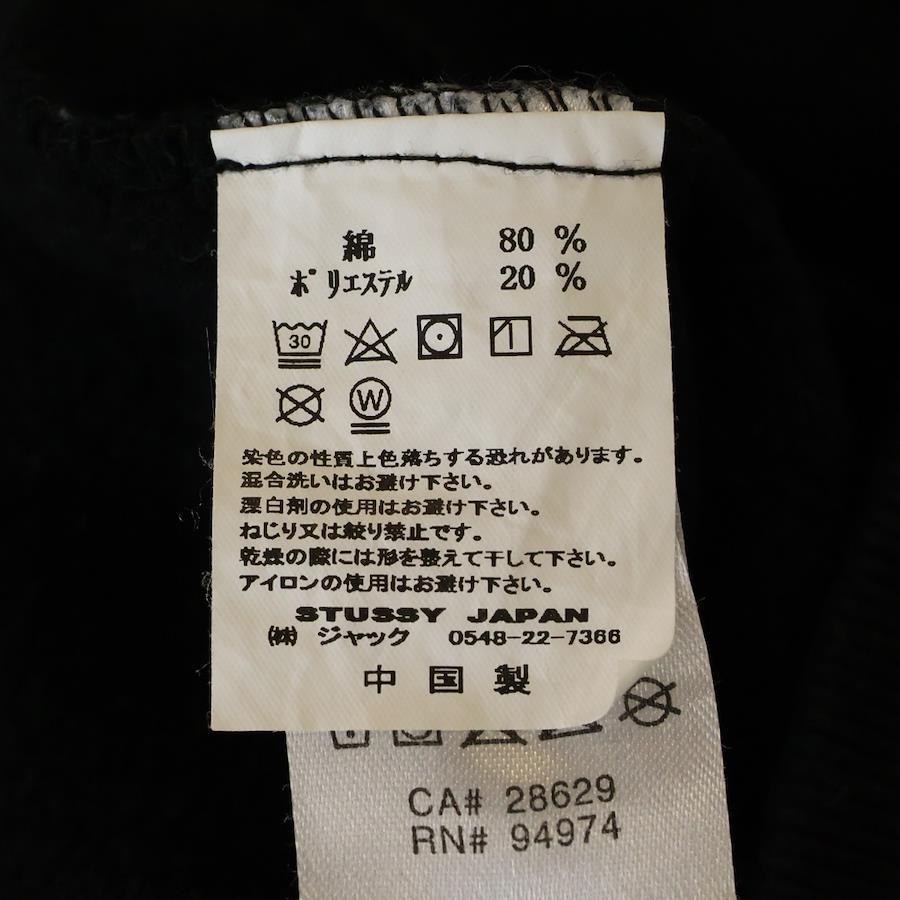 綿 80 %
ポリエステル 20 %
30
W
染色の性質上色落ちする恐れがあります。
混合洗いはお避け下さい。
漂白剤の使用はお避け下さい。
ねじり又は絞り禁止です。
乾燥の際には形を整えて干して下さい。
アイロンの使用はお避け下さい。
STUSSY JAPAN
㈱ ジャック 0548-22-7366
中国製
CA# 28629
RN# 94974